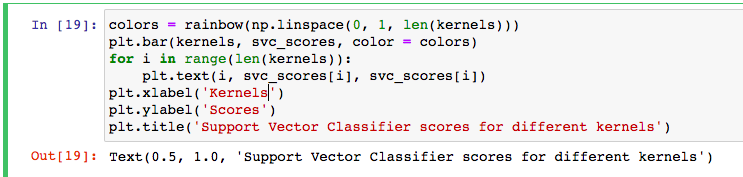 In [19]: colors = rainbow(np.linspace(0, 1, len(kernels)))
plt.bar(kernels, svc_scores, color = colors)
for i in range(len(kernels)):
    plt.text(i, svc_scores[i], svc_scores[i])
plt.xlabel('Kernels')
plt.ylabel('Scores')
plt.title('Support Vector Classifier scores for different kernels')
Out[19]: Text(0.5, 1.0, 'Support Vector Classifier scores for different kernels')